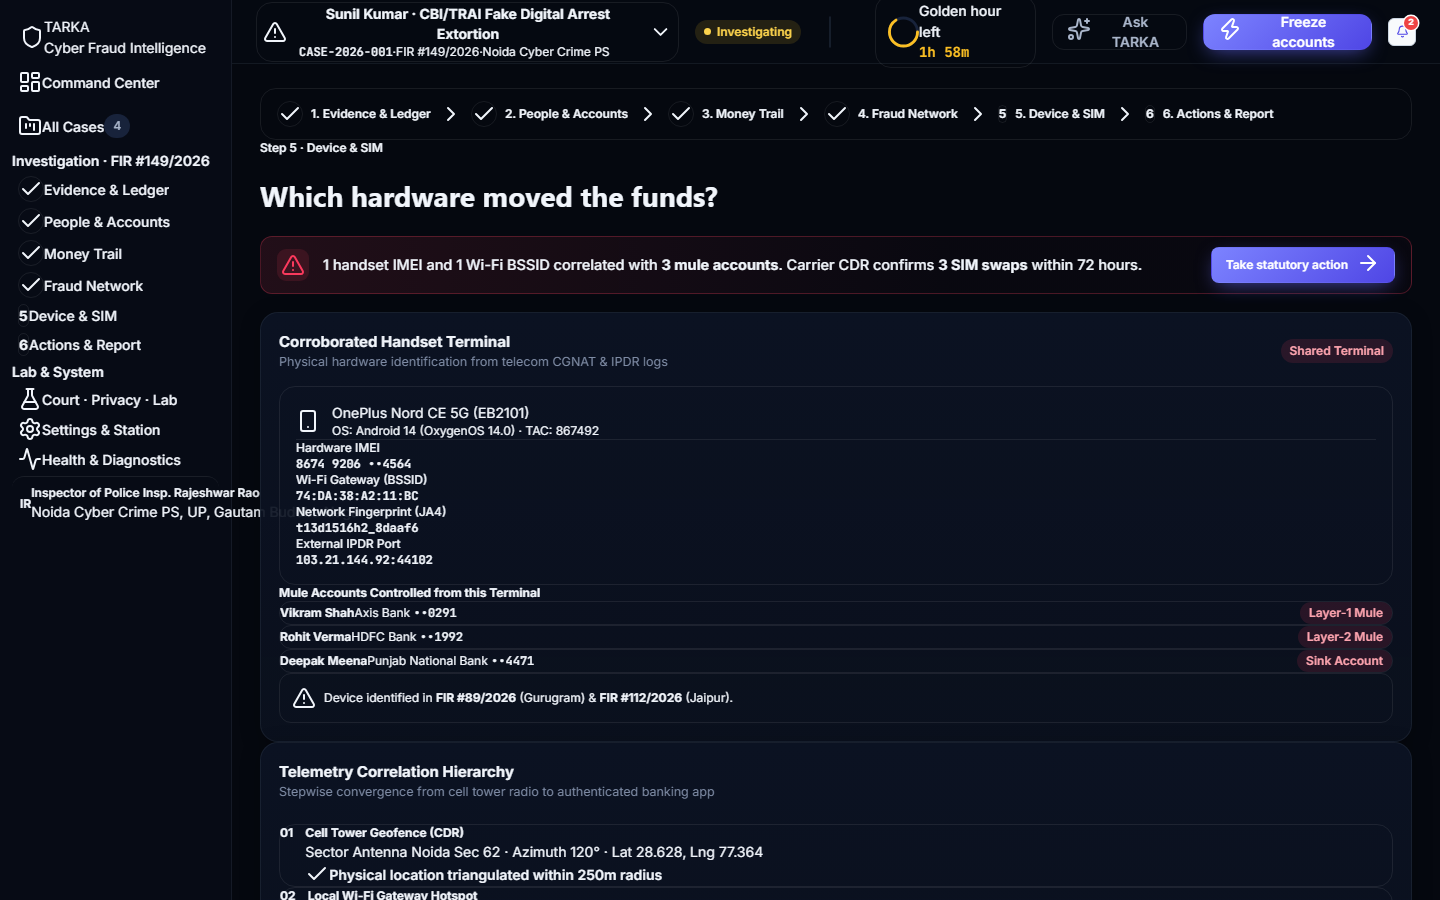 TARKA
Cyber Fraud Intelligence
Command Center
All Cases 4
Investigation · FIR #149/2026
Evidence & Ledger
People & Accounts
Money Trail
Fraud Network
5 Device & SIM
6 Actions & Report
Lab & System
Court · Privacy · Lab
Settings & Station
Health & Diagnostics
IR
Inspector of Police Insp. Rajeshwar Rao
Noida Cyber Crime PS, UP, Gautam
Sunil Kumar · CBI/TRAI Fake Digital Arrest
Extortion
CASE-2026-001·FIR #149/2026·Noida Cyber Crime PS
Investigating
Golden hour
left
1h 58m
Ask
TARKA
Freeze
accounts
2
1. Evidence & Ledger
2. People & Accounts
3. Money Trail
4. Fraud Network
5 5. Device & SIM
6 6. Actions & Report
Step 5 · Device & SIM
Which hardware moved the funds?
1 handset IMEI and 1 Wi-Fi BSSID correlated with 3 mule accounts. Carrier CDR confirms 3 SIM swaps within 72 hours.
Take statutory action
Corroborated Handset Terminal
Physical hardware identification from telecom CGNAT & IPDR logs
Shared Terminal
OnePlus Nord CE 5G (EB2101)
OS: Android 14 (OxygenOS 14.0) · TAC: 867492
Hardware IMEI
8674 9206 ••4564
Wi-Fi Gateway (BSSID)
74:DA:38:A2:11:BC
Network Fingerprint (JA4)
t13d1516h2_8daaf6
External IPDR Port
103.21.144.92:44102
Mule Accounts Controlled from this Terminal
Vikram Shah Axis Bank ••0291 Layer-1 Mule
Rohit Verma HDFC Bank ••1992 Layer-2 Mule
Deepak Meena Punjab National Bank ••4471 Sink Account
Device identified in FIR #89/2026 (Gurugram) & FIR #112/2026 (Jaipur).
Telemetry Correlation Hierarchy
Stepwise convergence from cell tower radio to authenticated banking app
01 Cell Tower Geofence (CDR)
Sector Antenna Noida Sec 62 · Azimuth 120° · Lat 28.628, Lng 77.364
Physical location triangulated within 250m radius
02 Local Wi-Fi Gateway Hotspot